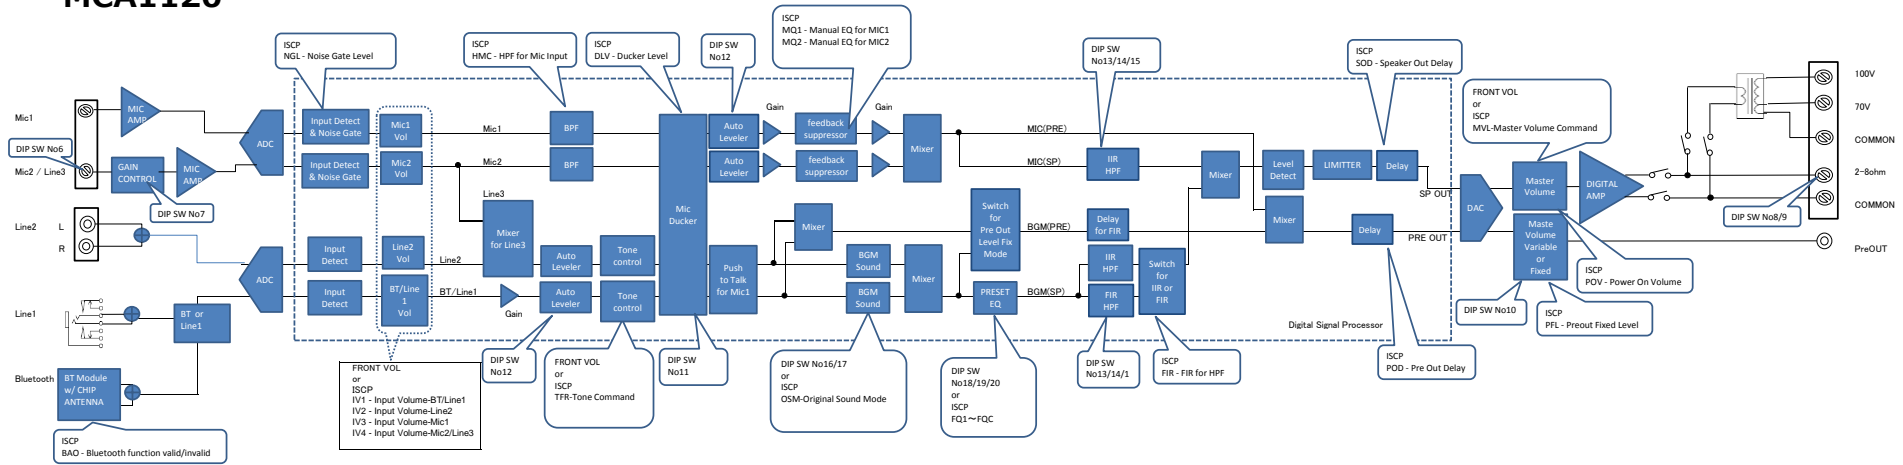 MCA1120
ISCP
NGL - Noise Gate Level
ISCP
HMC - HPF for Mic Input
ISCP
DLV - Ducker Level
DIP SW
No12
ISCP
MQ1 - Manual EQ for MIC1
MQ2 - Manual EQ for MIC2
DIP SW
No13/14/15
ISCP
SOD - Speaker Out Delay
FRONT VOL
or
ISCP
MVL-Master Volume Command
100V
70V
COMMON
2-8ohm
COMMON
PreOUT
Mic1
DIP SW No6
Mic2 / Line3
MIC
AMP
GAIN
CONTROL
MIC
AMP
DIP SW No7
ADC
Input Detect
& Noise Gate
Input Detect
& Noise Gate
Mic1
Vol
Mic2
Vol
Mic1
Mic2
Line3
BPF
BPF
Mic
Ducker
Auto
Leveler
Auto
Leveler
Gain
feedback
suppressor
feedback
suppressor
Gain
Mixer
MIC(PRE)
MIC(SP)
IIR
HPF
Mixer
Level
Detect
LIMITTER
Delay
SP OUT
DAC
Master
Volume
DIGITAL
AMP
DIP SW No8/9
Line2
L
R
ADC
Input
Detect
Input
Detect
Line2
Vol
BT/Line
1
Vol
Line2
BT/Line1
Mixer
for Line3
Gain
Auto
Leveler
Auto
Leveler
Tone
control
Tone
control
Push
to Talk
for Mic1
Mixer
BGM
Sound
BGM
Sound
Mixer
Switch
for
Pre Out
Level Fix
Mode
PRESET
EQ
BGM(PRE)
BGM(SP)
Delay
for FIR
IIR
HPF
FIR
HPF
Switch
for
IIR or
FIR
Mixer
Delay
PRE OUT
Maste
Volume
Variable
or
Fixed
ISCP
POV - Power On Volume
DIP SW No10
ISCP
PFL - Preout Fixed Level
Digital Signal Processor
Line1
BT or
Line1
Bluetooth
BT Module
w/ CHIP
ANTENNA
ISCP
BAO - Bluetooth function valid/invalid
FRONT VOL
or
ISCP
IV1 - Input Volume-BT/Line1
IV2 - Input Volume-Line2
IV3 - Input Volume-Mic1
IV4 - Input Volume-Mic2/Line3
DIP SW
No12
FRONT VOL
or
ISCP
TFR-Tone Command
DIP SW
No11
DIP SW No16/17
or
ISCP
OSM-Original Sound Mode
DIP SW
No18/19/20
or
ISCP
FQ1～FQC
DIP SW
No13/14/1
ISCP
FIR - FIR for HPF
ISCP
POD - Pre Out Delay